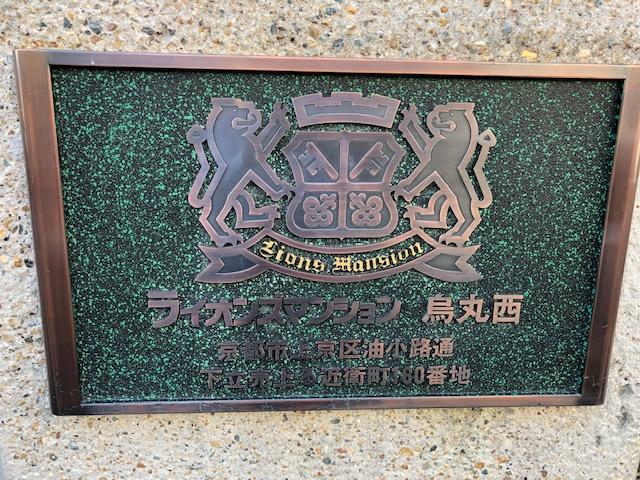 Lions Mansion
ライオンズマンション 烏丸西
京都市上京区油小路通
下立売上る近衛町160番地